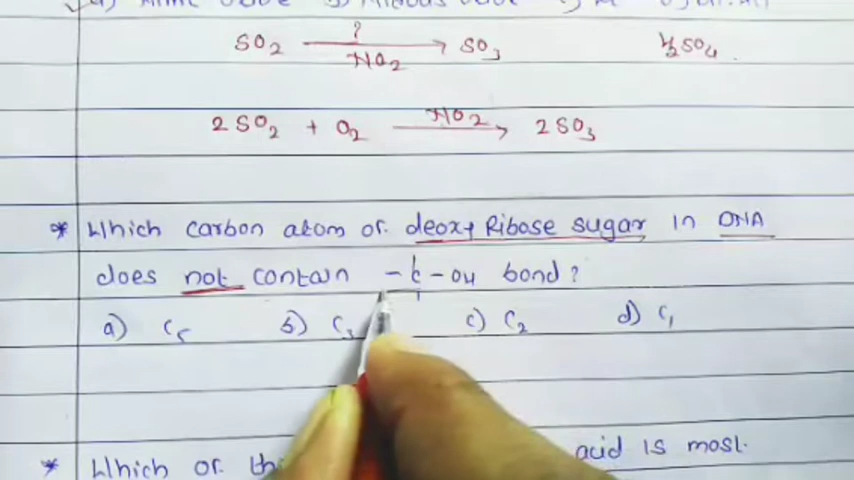 SO2 ? NO2 → SO3 H2SO4
2SO2 + O2 NO2 → 2SO3
* Which carbon atom of deoxy Ribose sugar in DNA
does not contain -C-OH bond?
a) C5 b) C3 c) C2 d) C1
* Which of acid is most